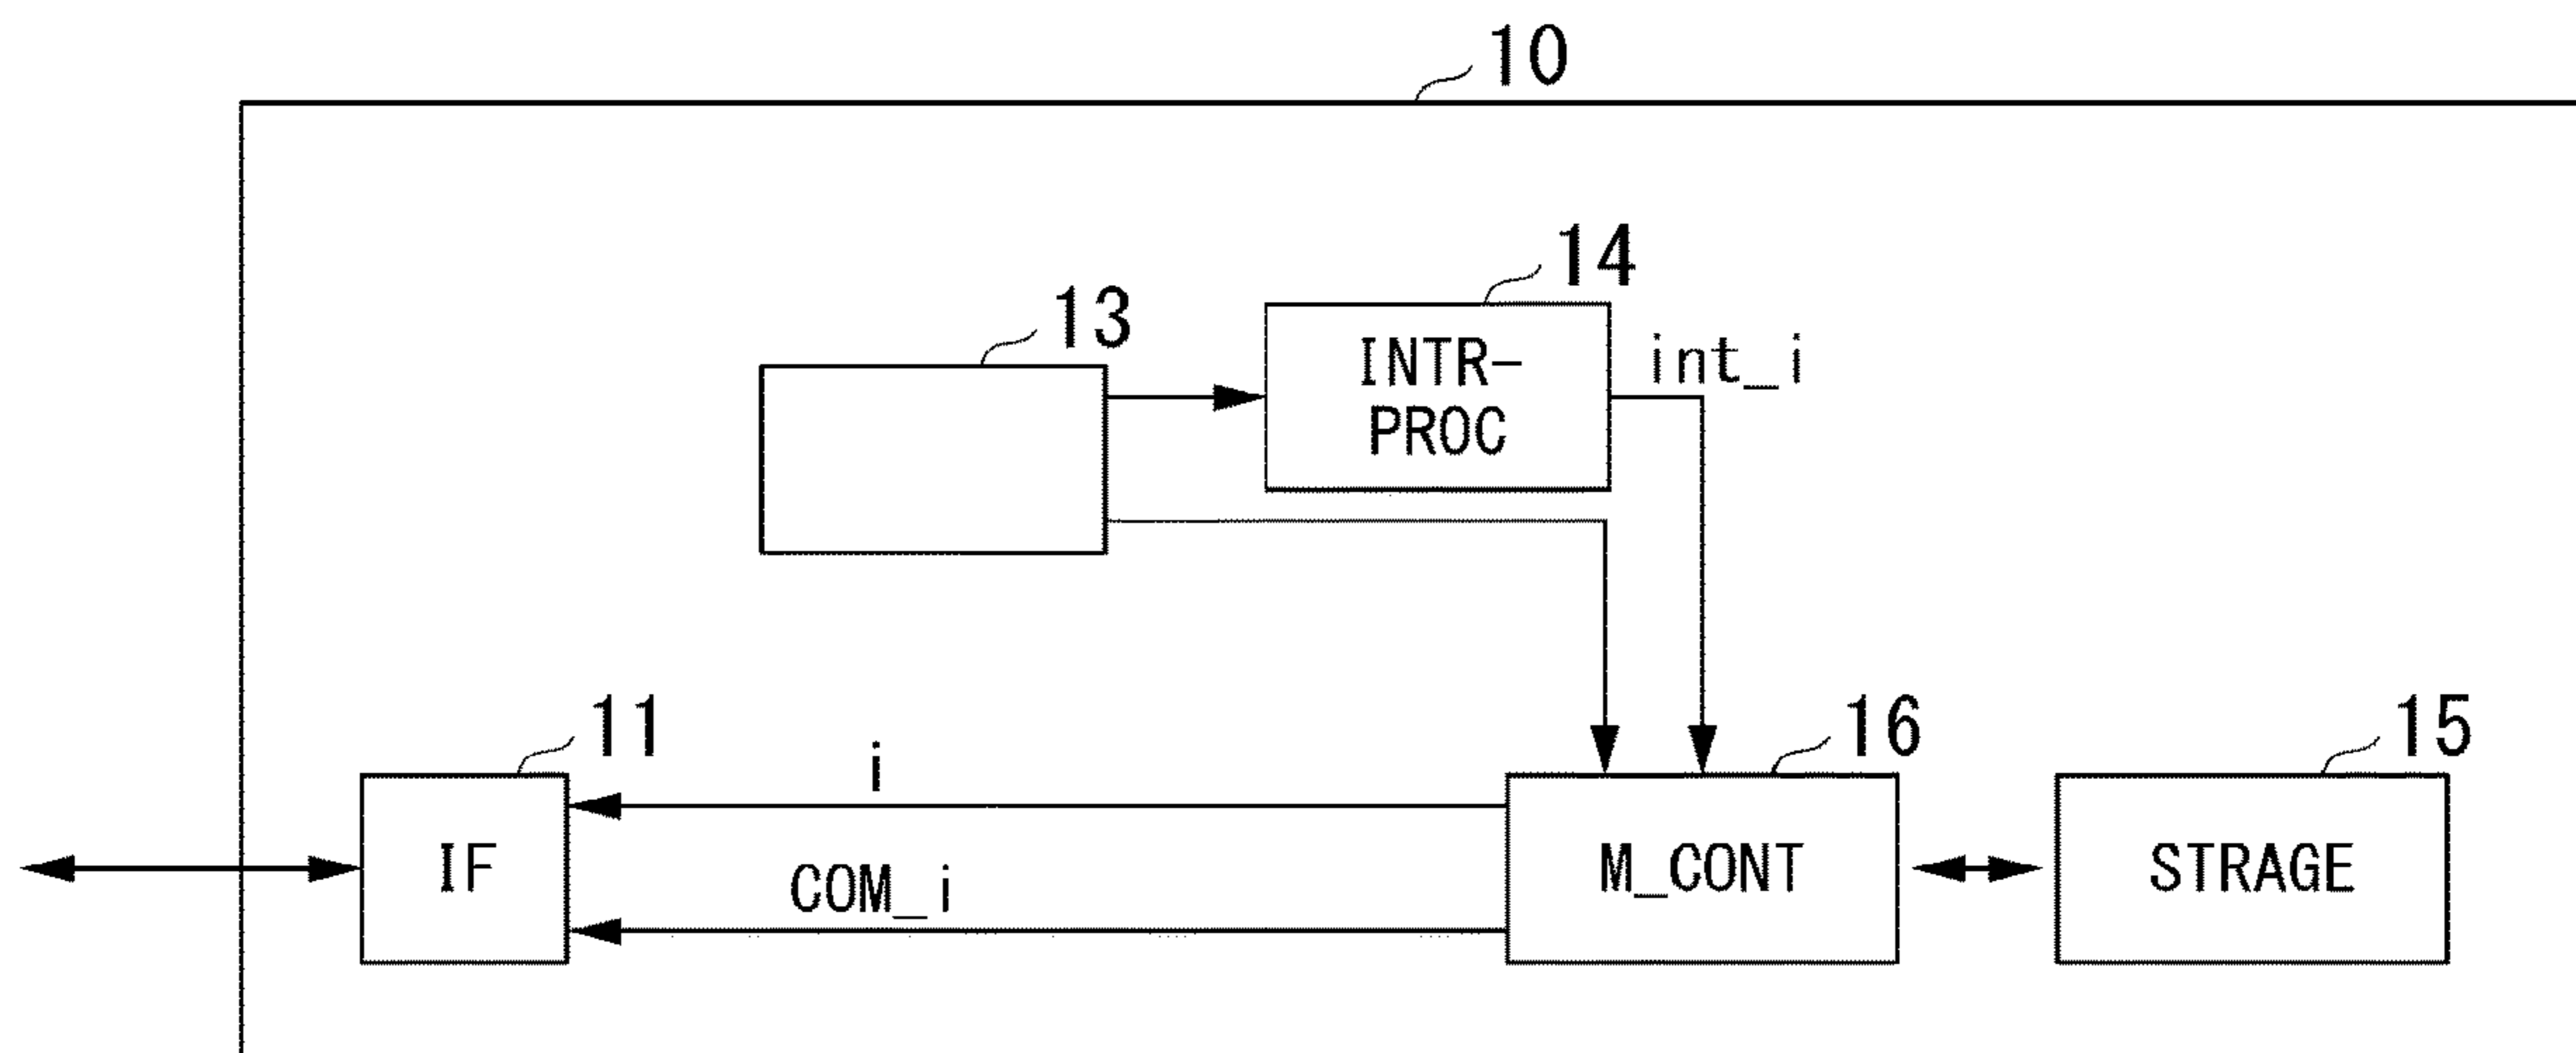 10
14
13
INTR-
PROC
int_i
11
i
16
15
IF
COM_i
M_CONT
STRAGE